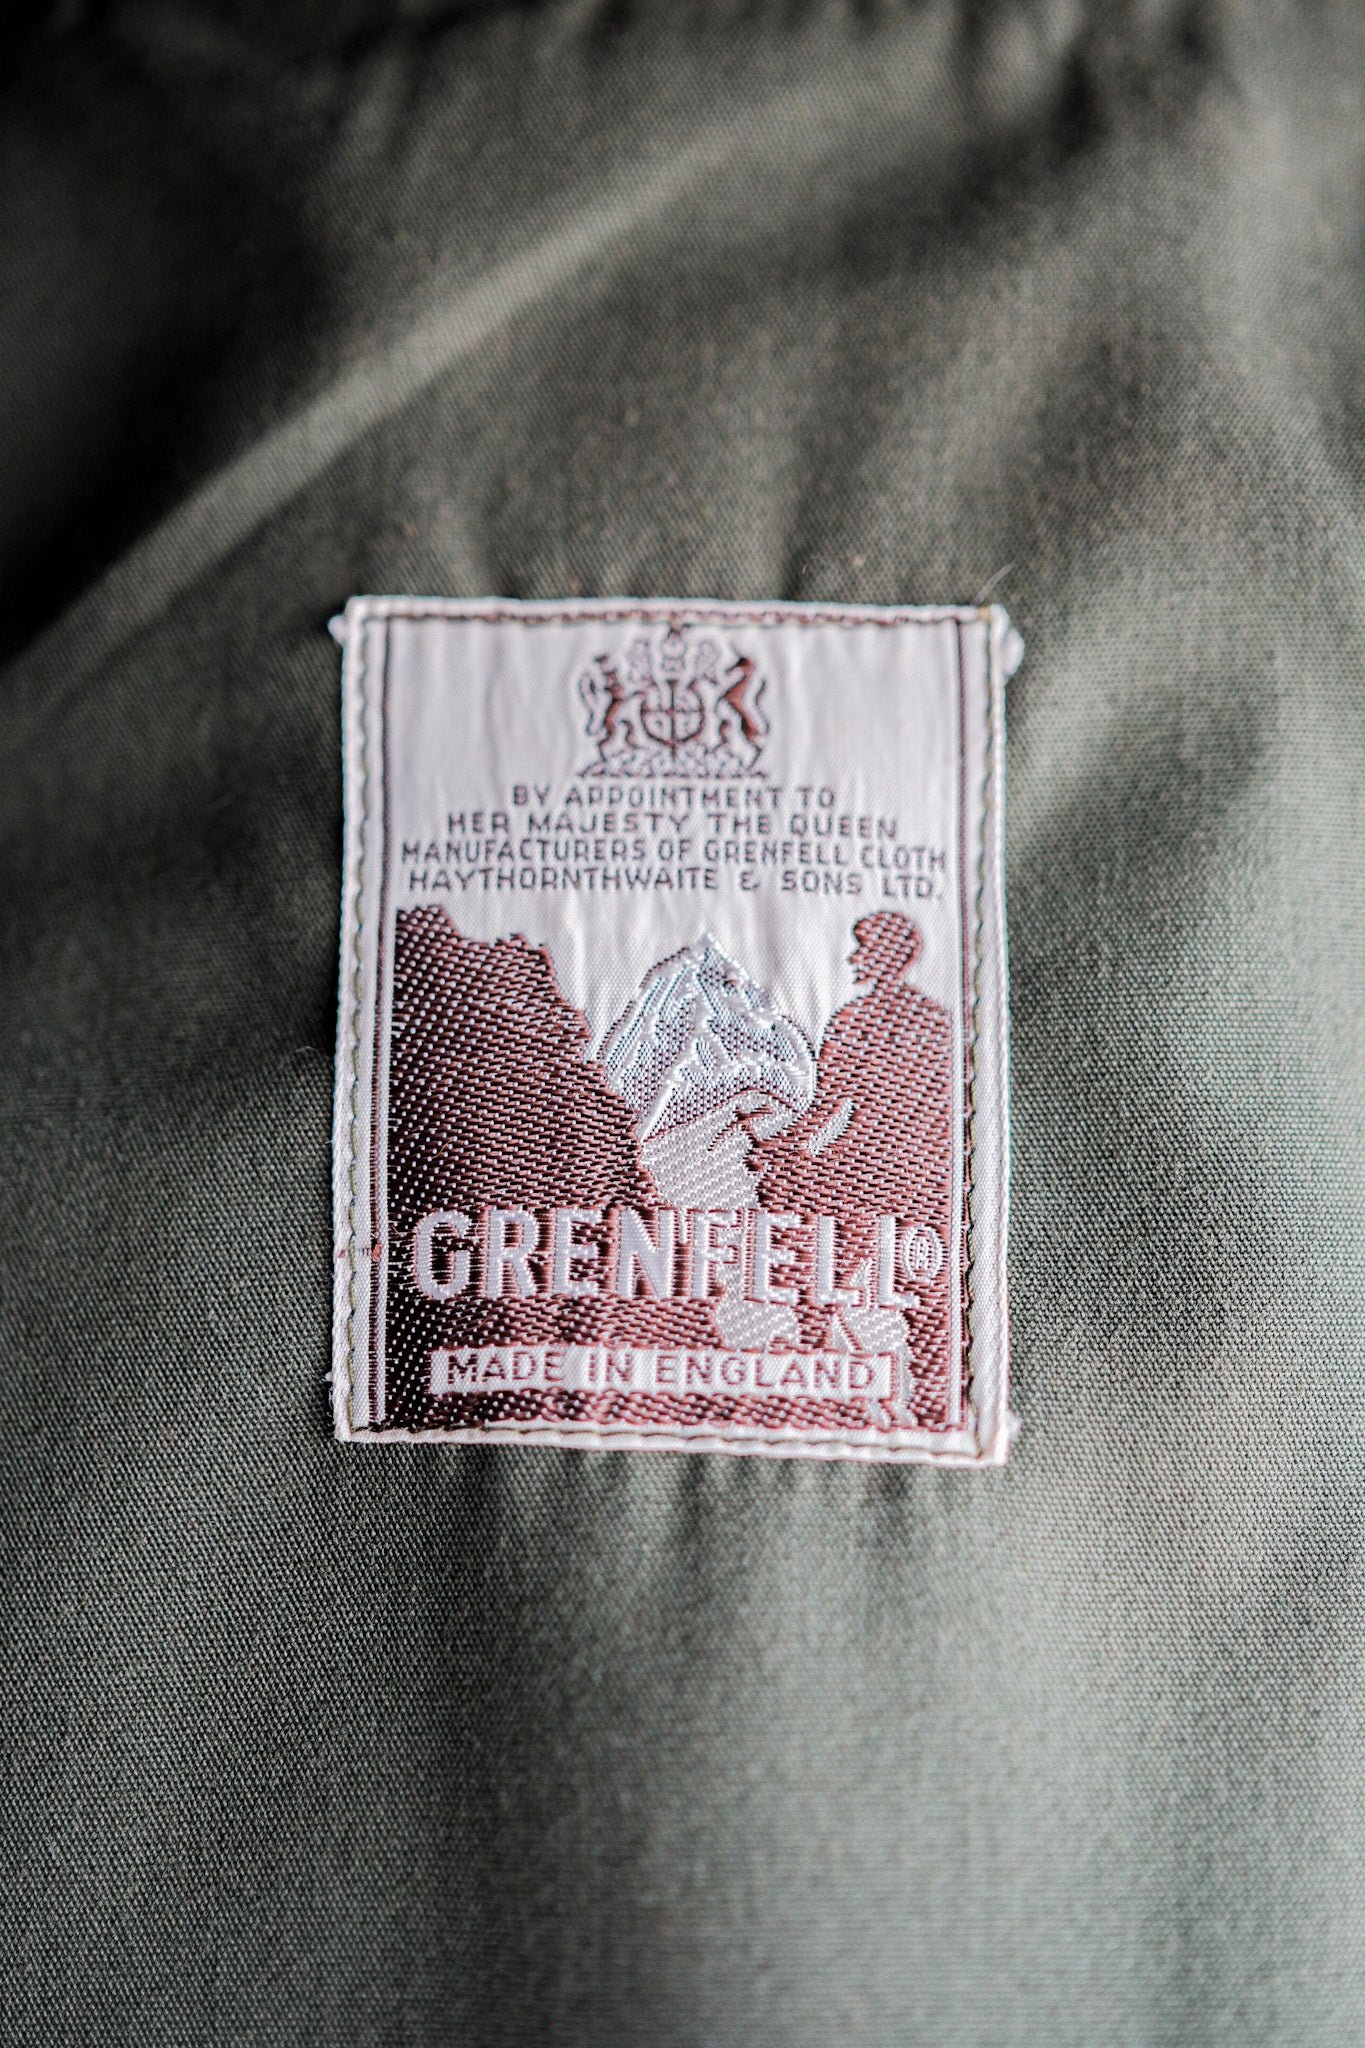 BY APPOINTMENT TO
HER MAJESTY THE QUEEN
MANUFACTURERS OF GRENFELL CLOTH
HAYTHORNTHWAITE & SONS LTD.
GRENFELL®
MADE IN ENGLAND